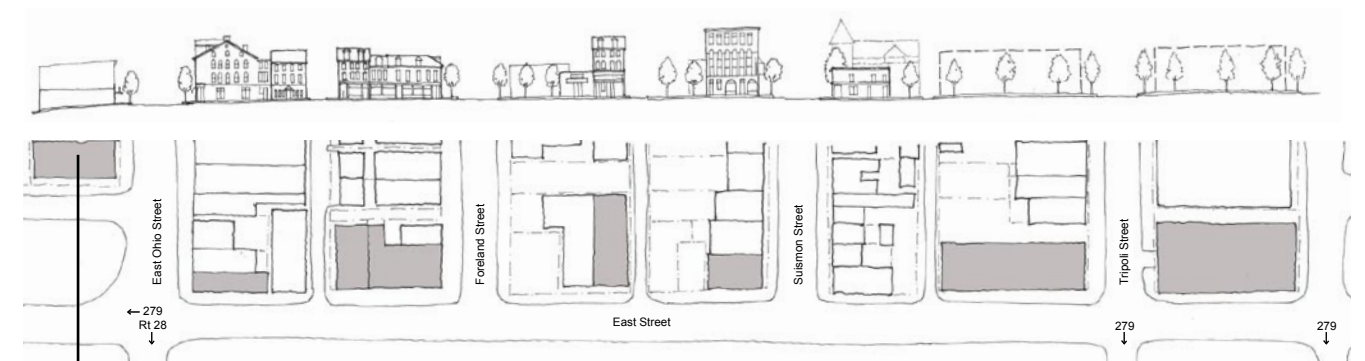 East Ohio Street
Foreland Street
Suismon Street
Tripoli Street
← 279
Rt 28
↓
East Street
279
↓
279
↓